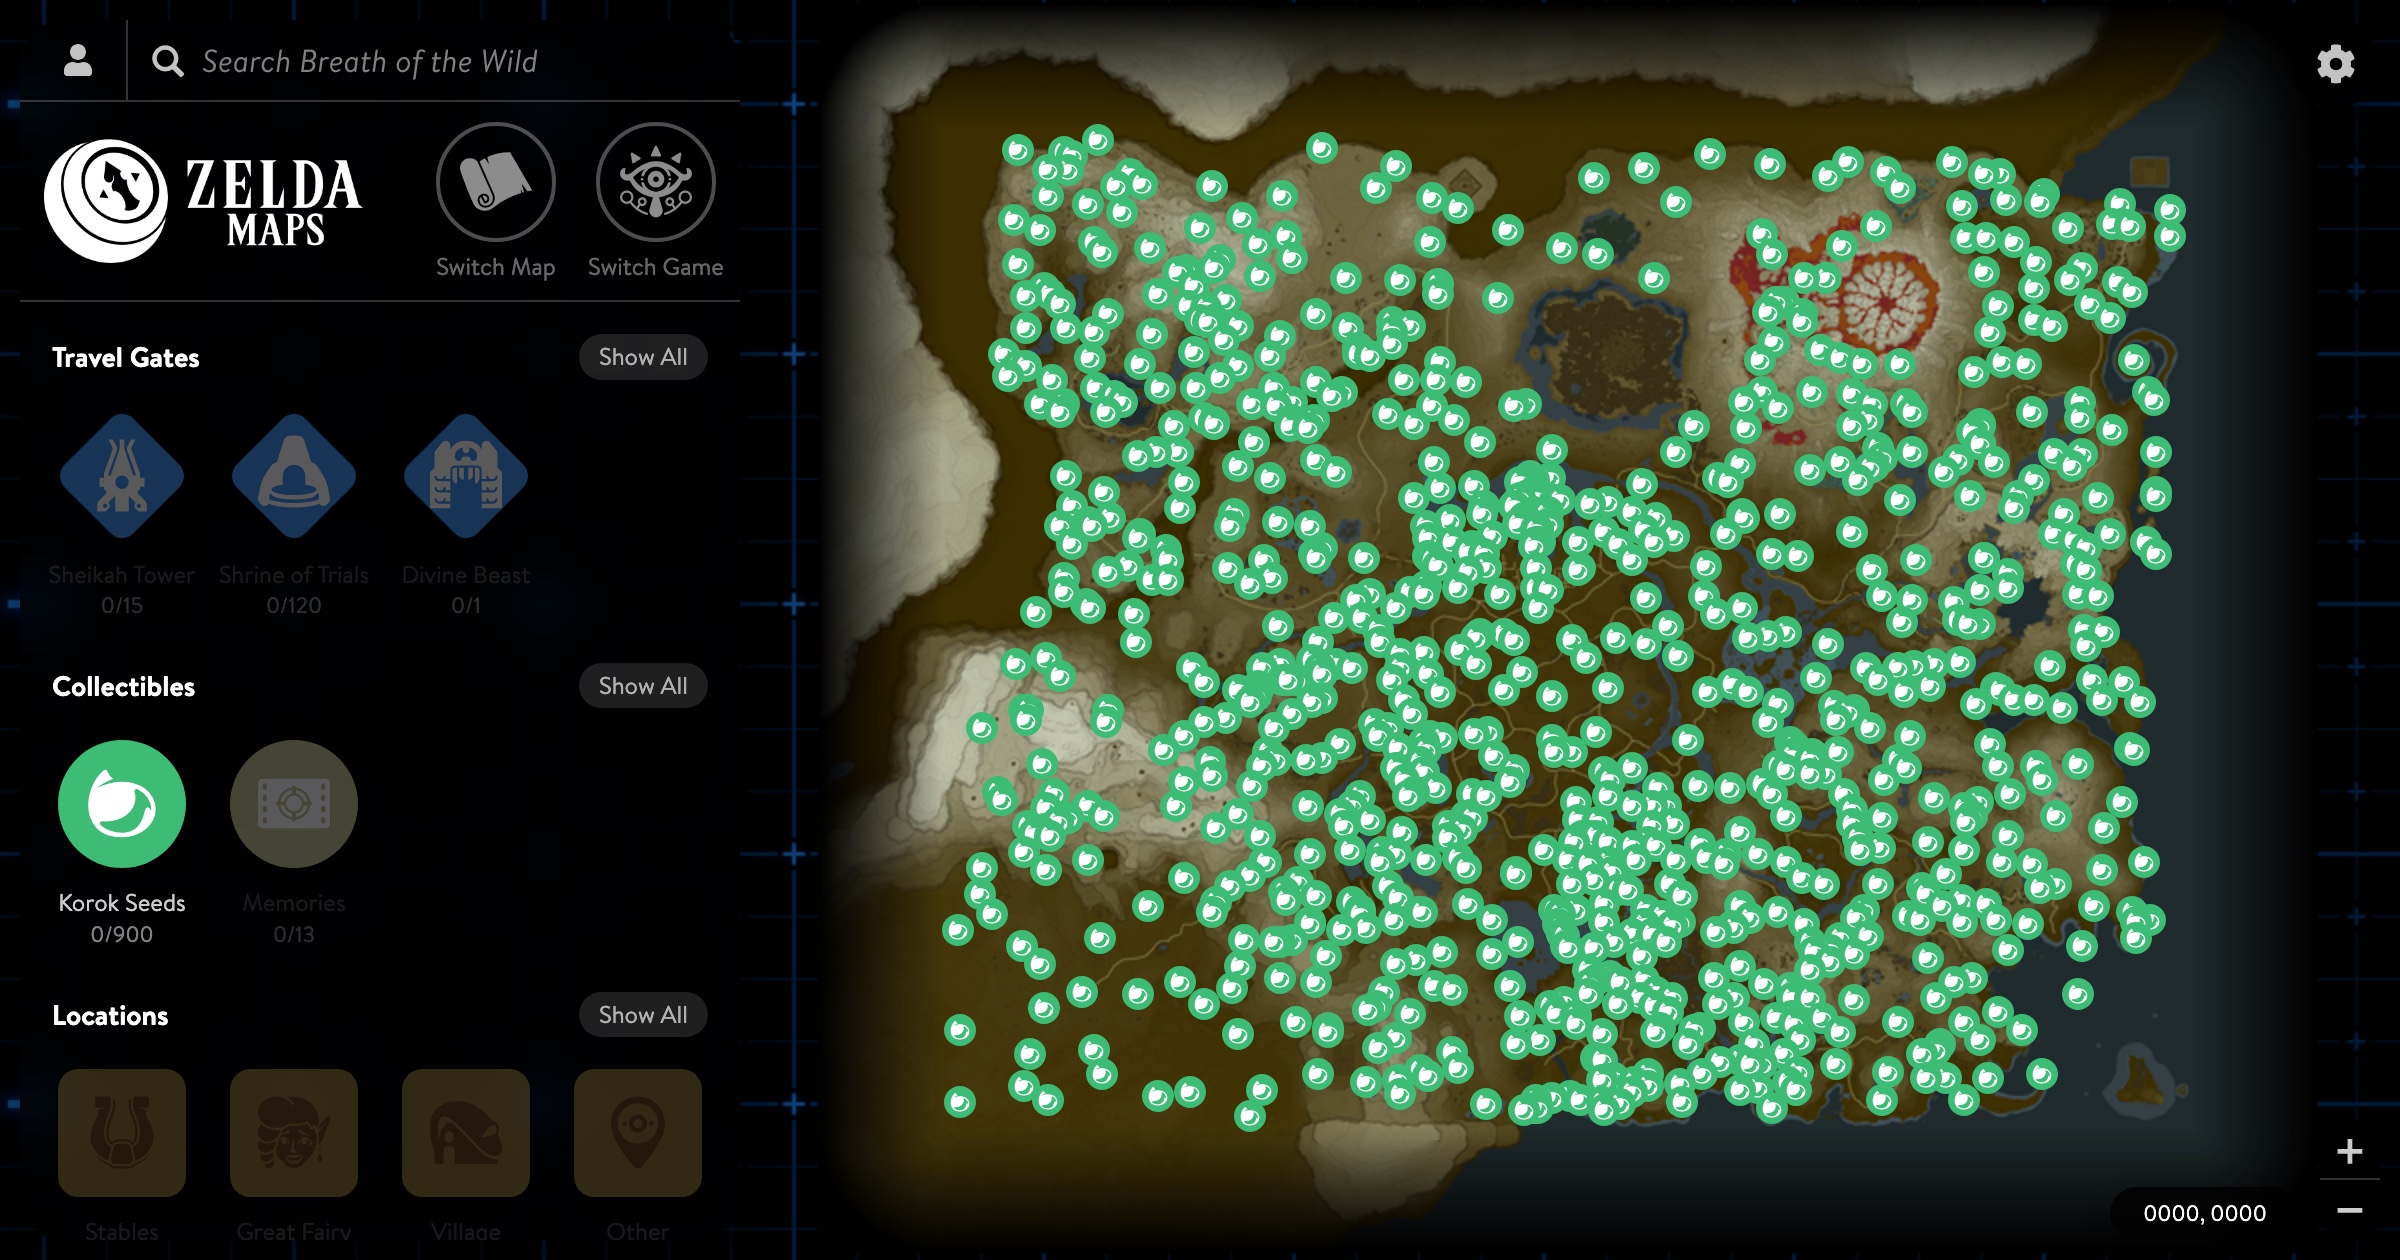 Search Breath of the Wild
ZELDA
MAPS
Switch Map
Switch Game
Travel Gates
Show All
Sheikah Tower
0/15
Shrine of Trials
0/120
Divine Beast
0/1
Collectibles
Show All
Korok Seeds
0/900
Memories
0/13
Locations
Show All
Stables
Great Fairy
Village
Other
0000, 0000